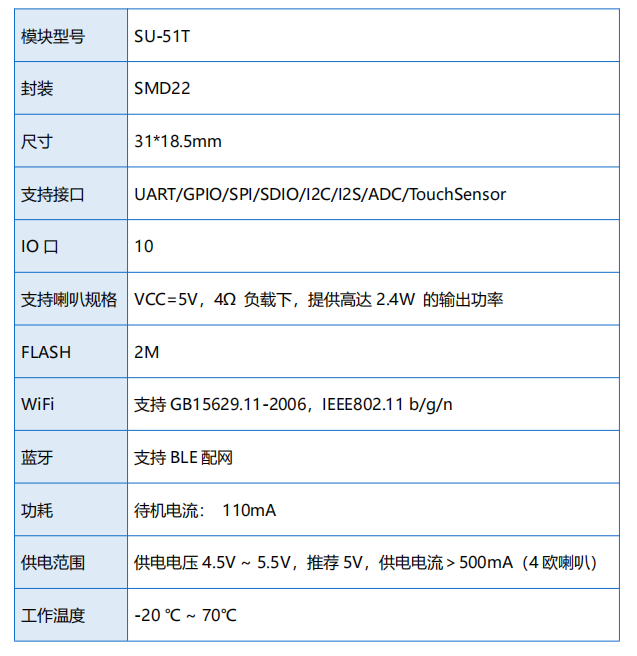 模块型号 SU-51T
封装 SMD22
尺寸 31*18.5mm
支持接口 UART/GPIO/SPI/SDIO/I2C/I2S/ADC/TouchSensor
IO 口 10
支持喇叭规格 VCC=5V，4Ω 负载下，提供高达 2.4W 的输出功率
FLASH 2M
WiFi 支持 GB15629.11-2006，IEEE802.11 b/g/n
蓝牙 支持 BLE 配网
功耗 待机电流： 110mA
供电范围 供电电压 4.5V ~ 5.5V，推荐 5V，供电电流＞500mA（4 欧喇叭）
工作温度 -20 ℃ ~ 70℃